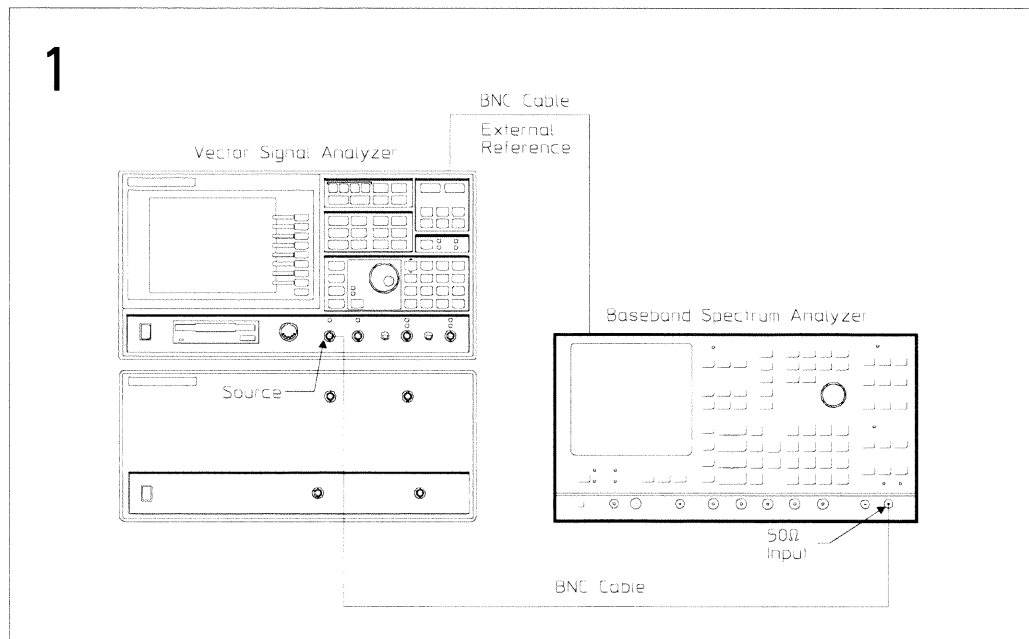 1
BNC Cable
External
Reference
Vector Signal Analyzer
Baseband Spectrum Analyzer
Source
50Ω
Input
BNC Cable